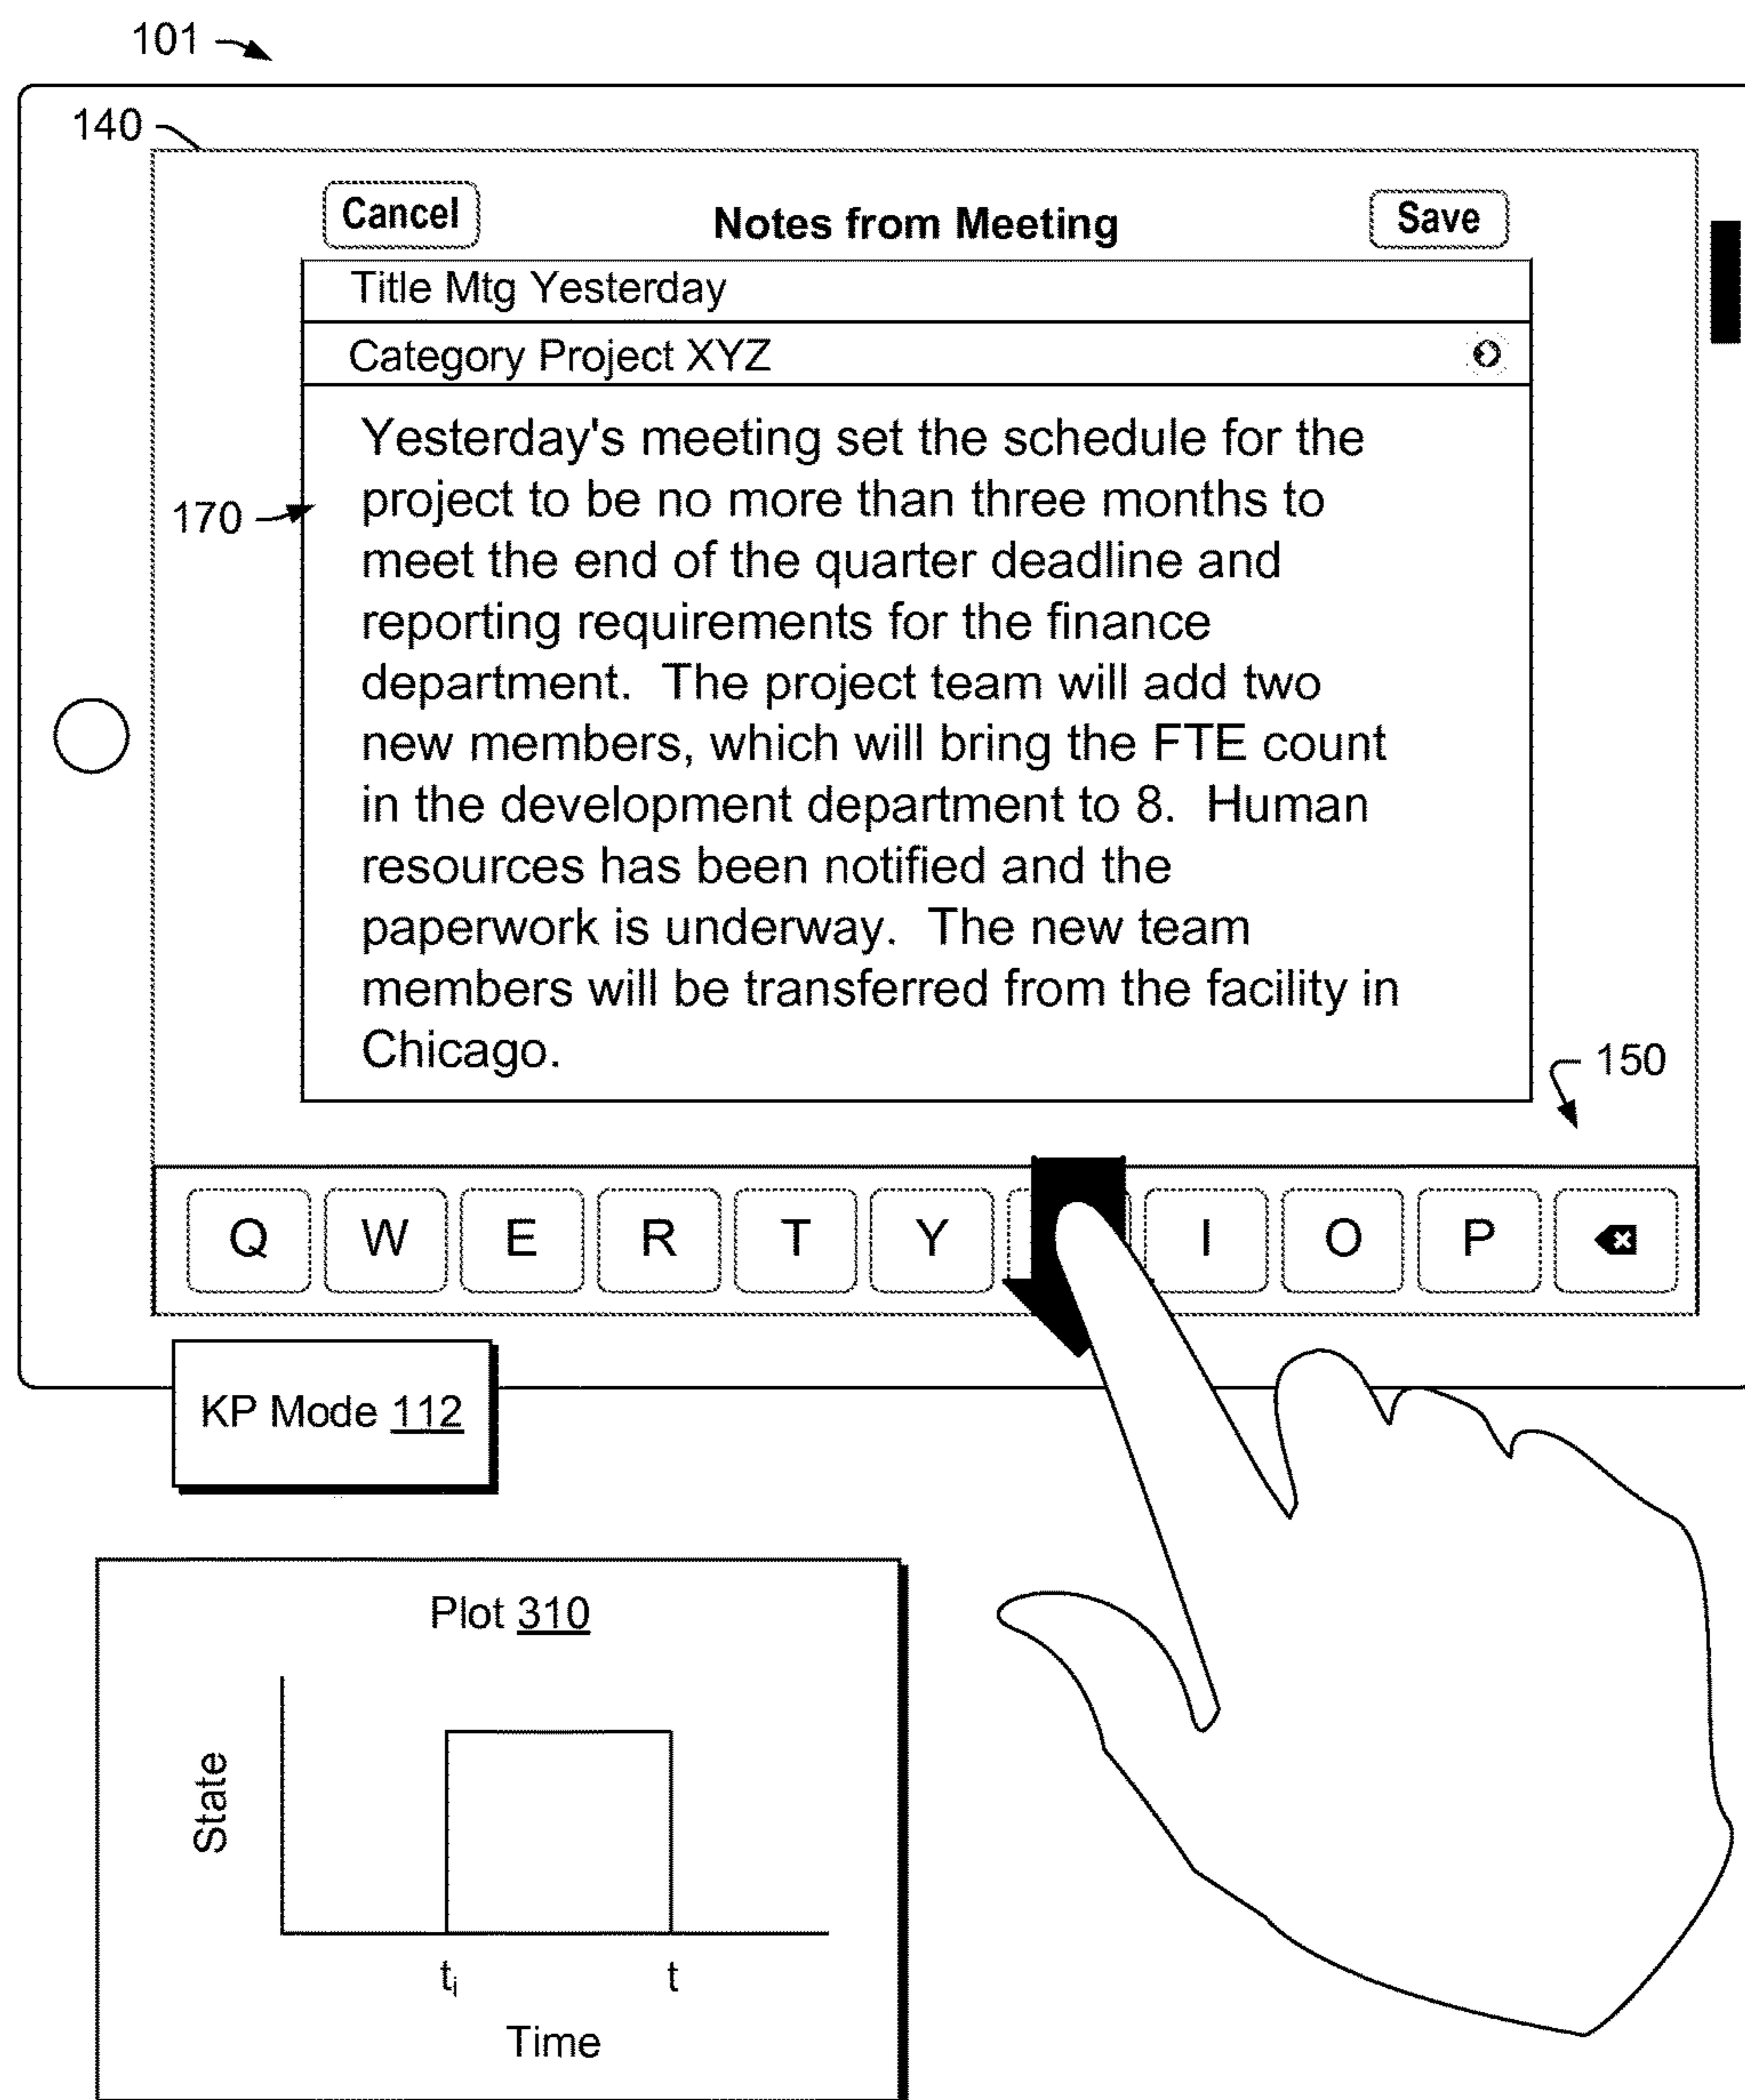 101
140
Cancel Notes from Meeting Save
Title Mtg Yesterday
Category Project XYZ
Yesterday's meeting set the schedule for the
project to be no more than three months to
170
meet the end of the quarter deadline and
reporting requirements for the finance
department. The project team will add two
new members, which will bring the FTE count
in the development department to 8. Human
resources has been notified and the
paperwork is underway. The new team
members will be transferred from the facility in
Chicago.
150
Q W E R T Y I O P
KP Mode 112
Plot 310
State
tᵢ t
Time